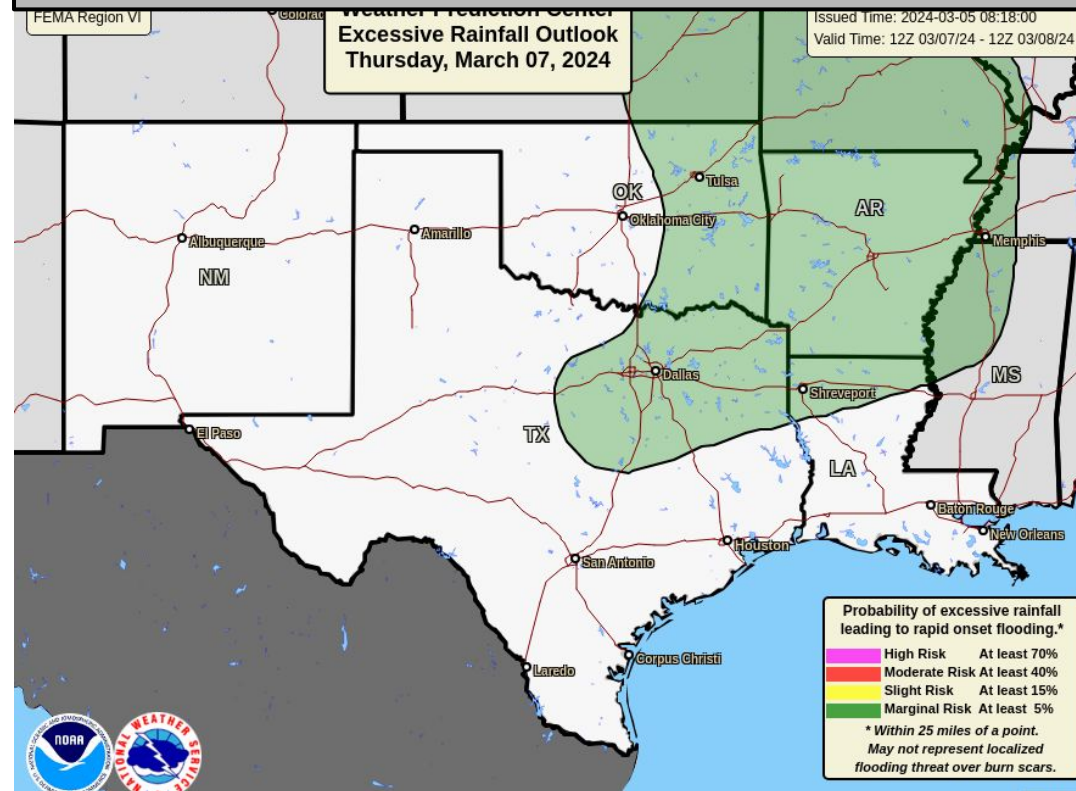 FEMA Region VI
Weather Prediction Center
Excessive Rainfall Outlook
Thursday, March 07, 2024
Issued Time: 2024-03-05 08:18:00
Valid Time: 12Z 03/07/24 - 12Z 03/08/24
Colorad
OK
Tulsa
Oklahoma City
AR
Memphis
Albuquerque
NM
Amarillo
Dallas
Shreveport
MS
El Paso
TX
LA
Baton Rouge
New Orleans
Houston
San Antonio
Laredo
Corpus Christi
Probability of excessive rainfall
leading to rapid onset flooding.*
High Risk At least 70%
Moderate Risk At least 40%
Slight Risk At least 15%
Marginal Risk At least 5%
* Within 25 miles of a point.
May not represent localized
flooding threat over burn scars.
NOAA
NATIONAL WEATHER SERVICE